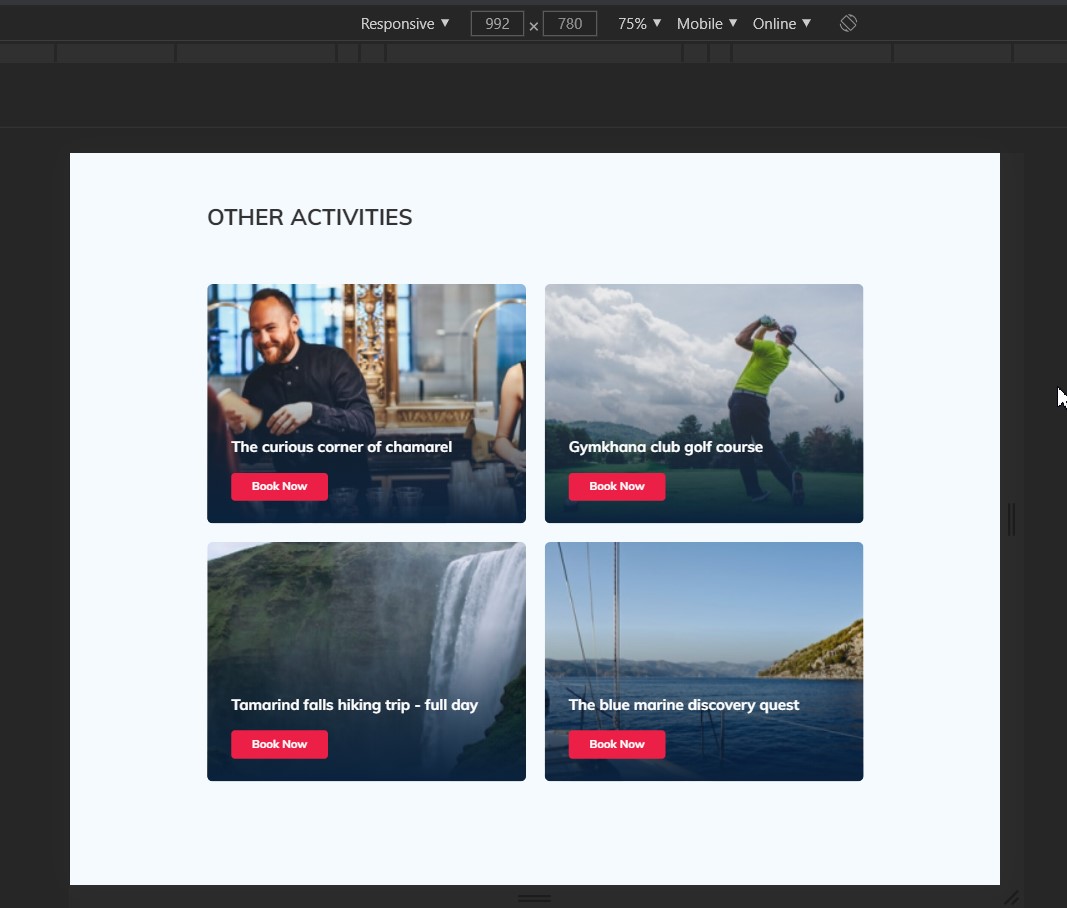 Responsive ▼ 992 × 780 75% ▼ Mobile ▼ Online ▼
OTHER ACTIVITIES
The curious corner of chamarel
Book Now
Gymkhana club golf course
Book Now
Tamarind falls hiking trip - full day
Book Now
The blue marine discovery quest
Book Now